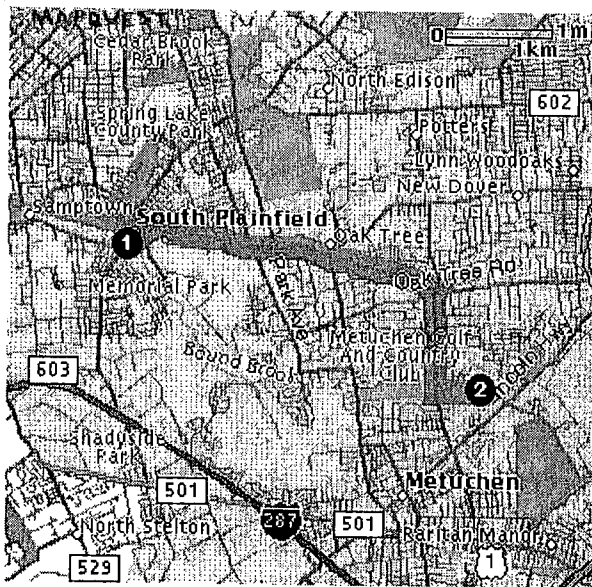 MAPQUEST
0 1mi
1km
Cedar Brook
Park
North Edison
602
Spring Lake
County Park
Potters
Lynn Woodoaks
New Dover
Samptown
South Plainfield
1
Oak Tree
Park Ave
Oak Tree Rd
Memorial Park
Metuchen Golf
And Country
Club
Bound Brook
603
2
Lincoln Hwy
Shadyside
Park
501
Metuchen
North Stelton
287
501
Raritan Manor
529
1